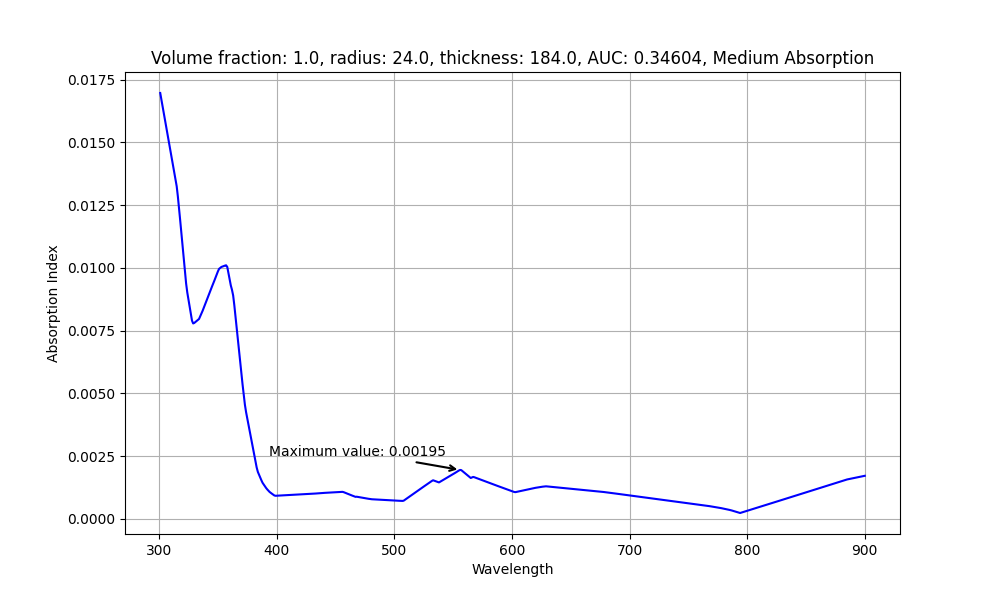 Volume fraction: 1.0, radius: 24.0, thickness: 184.0, AUC: 0.34604, Medium Absorption
0.0175
0.0150
0.0125
0.0100
0.0075
0.0050
0.0025
0.0000
Absorption Index
Maximum value: 0.00195
300 400 500 600 700 800 900
Wavelength